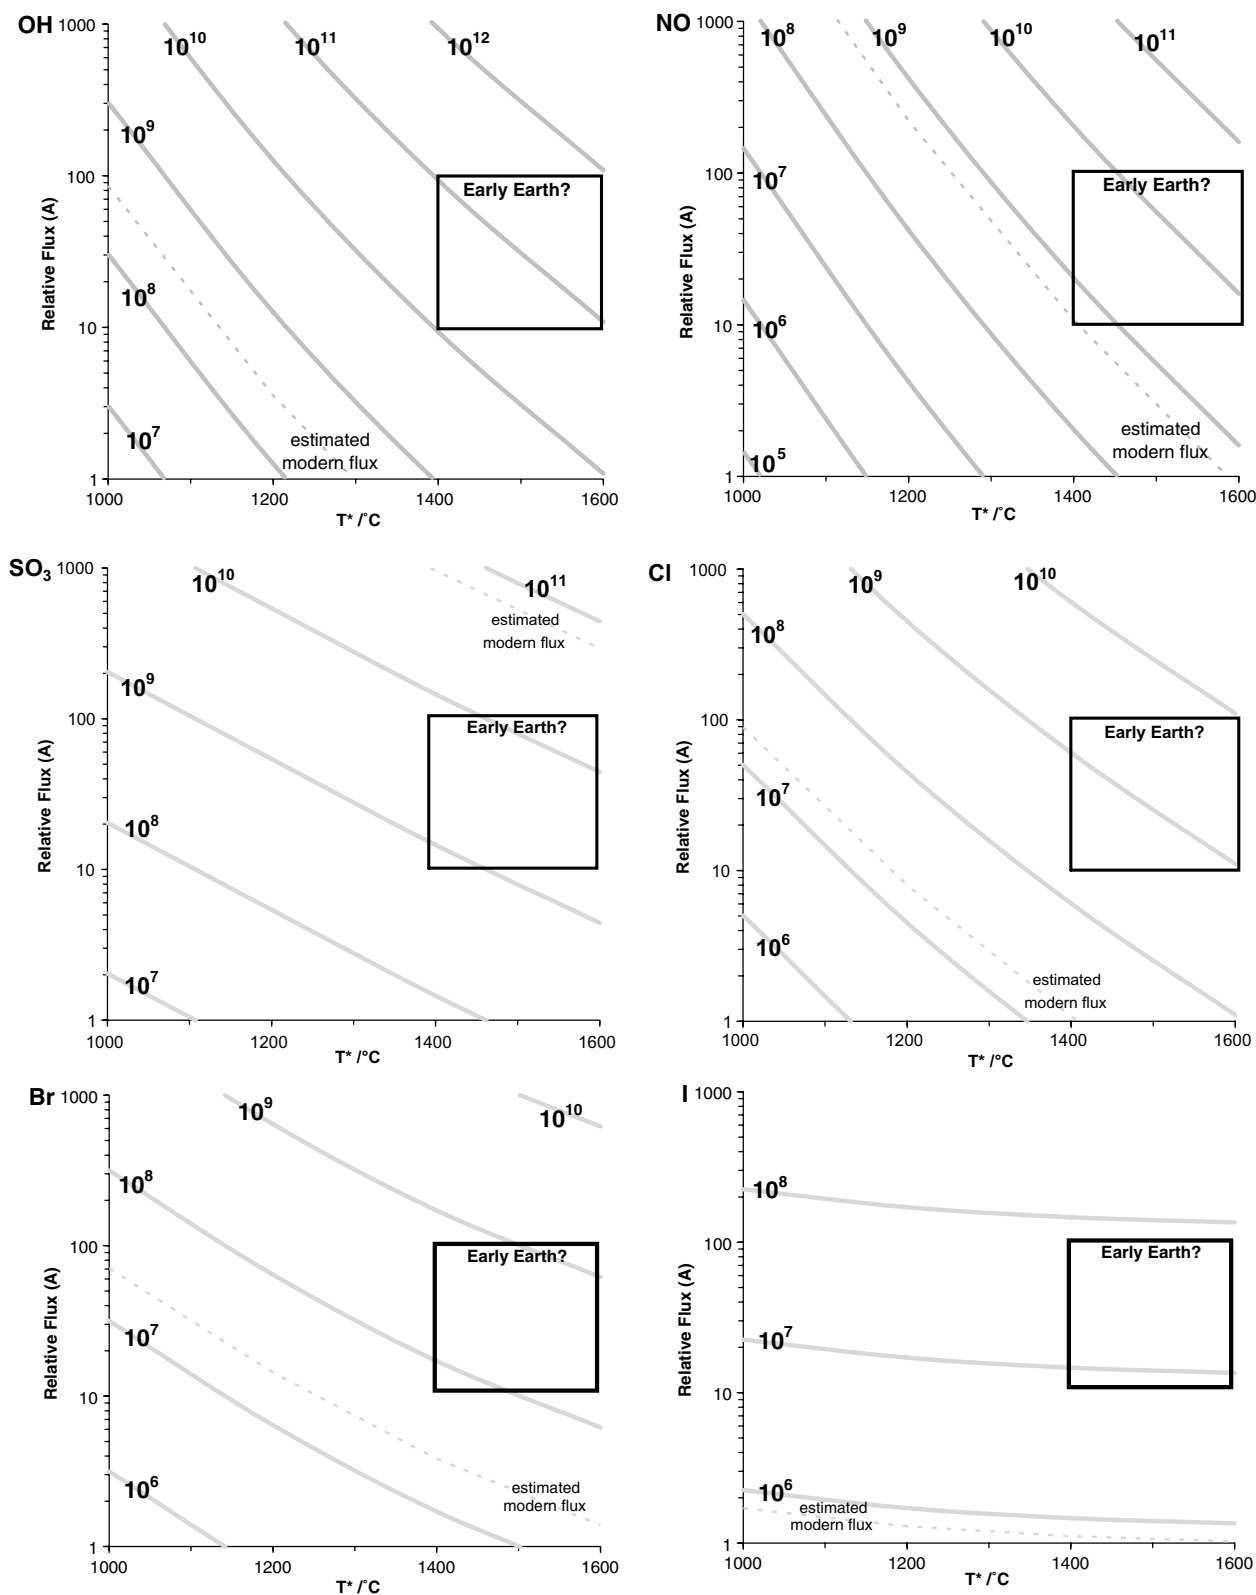 OH
1000
100
10
1
Relative Flux (A)
10^10
10^11
10^12
10^9
10^8
10^7
Early Earth?
estimated
modern flux
1000
1200
1400
1600
T* /˚C
NO
1000
100
10
1
Relative Flux (A)
10^8
10^9
10^10
10^11
10^7
10^6
10^5
Early Earth?
estimated
modern flux
1000
1200
1400
1600
T* /˚C
SO3
1000
100
10
1
Relative Flux (A)
10^10
10^11
estimated
modern flux
10^9
Early Earth?
10^8
10^7
1000
1200
1400
1600
T* /°C
Cl
1000
100
10
1
Relative Flux (A)
10^9
10^10
10^8
Early Earth?
10^7
10^6
estimated
modern flux
1000
1200
1400
1600
T* /°C
Br
1000
100
10
1
Relative Flux (A)
10^9
10^10
10^8
Early Earth?
10^7
10^6
estimated
modern flux
1000
1200
1400
1600
T* /˚C
I
1000
100
10
1
Relative Flux (A)
10^8
Early Earth?
10^7
10^6
estimated
modern flux
1000
1200
1400
1600
T* /˚C